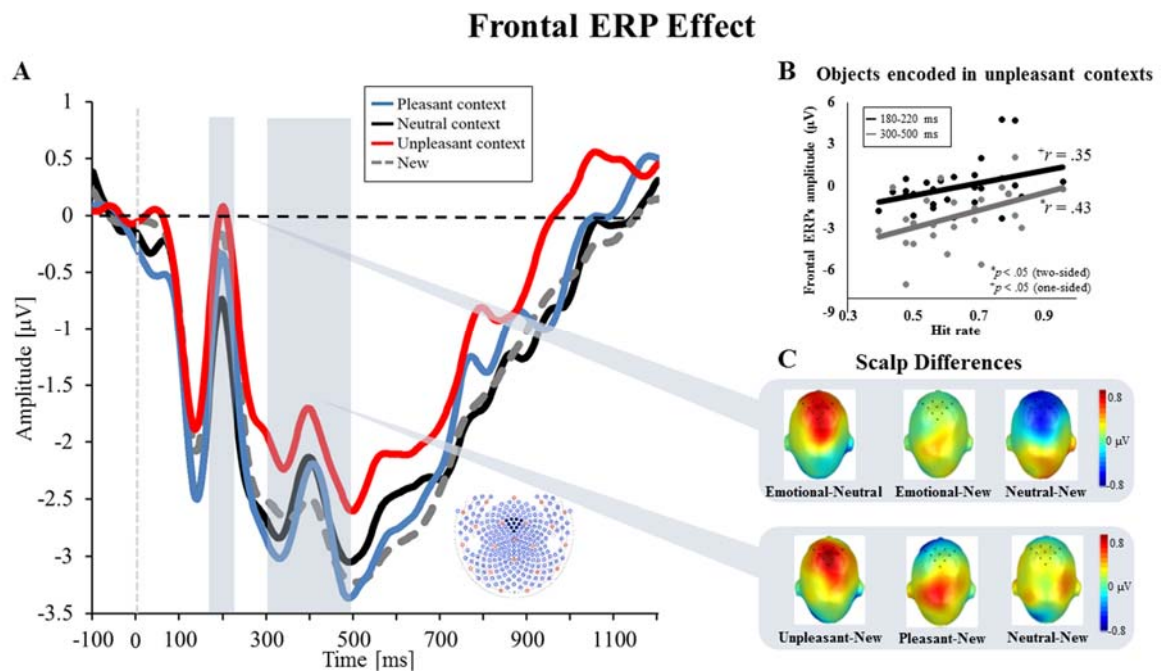 Frontal ERP Effect
A
Pleasant context
Neutral context
Unpleasant context
New
Amplitude [µV]
1
0.5
0
-0.5
-1
-1.5
-2
-2.5
-3
-3.5
-100 0 100 300 500 700 900 1100
Time [ms]
B Objects encoded in unpleasant contexts
180-220 ms
300-500 ms
Frontal ERPs amplitude (µV)
6
3
0
-3
-6
-9
+r = .35
*r = .43
*p < .05 (two-sided)
+p < .05 (one-sided)
0.3 0.5 0.7 0.9
Hit rate
C Scalp Differences
0.8
0 µV
-0.8
Emotional-Neutral Emotional-New Neutral-New
0.8
0 µV
-0.8
Unpleasant-New Pleasant-New Neutral-New